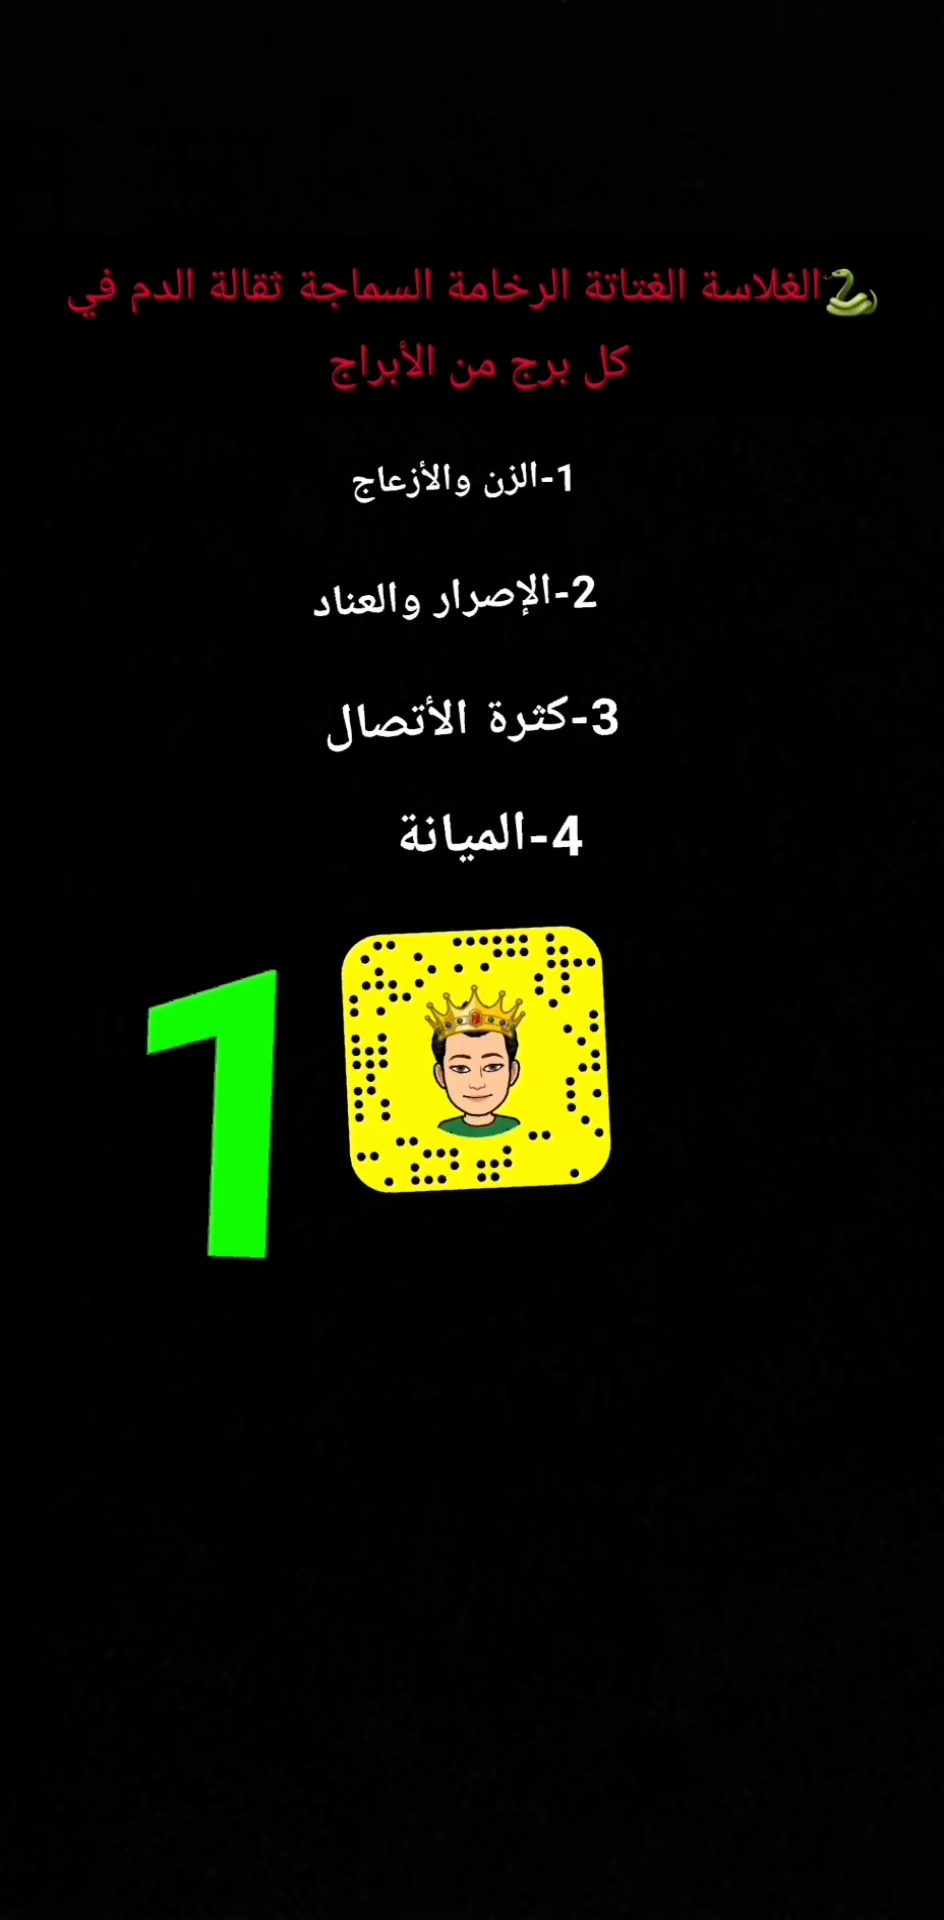 🐍الغلاسة الغتاتة الرخامة السماجة ثقالة الدم في
كل برج من الأبراج
1-الزن والأزعاج
2-الإصرار والعناد
3-كثرة الأتصال
4-الميانة
1